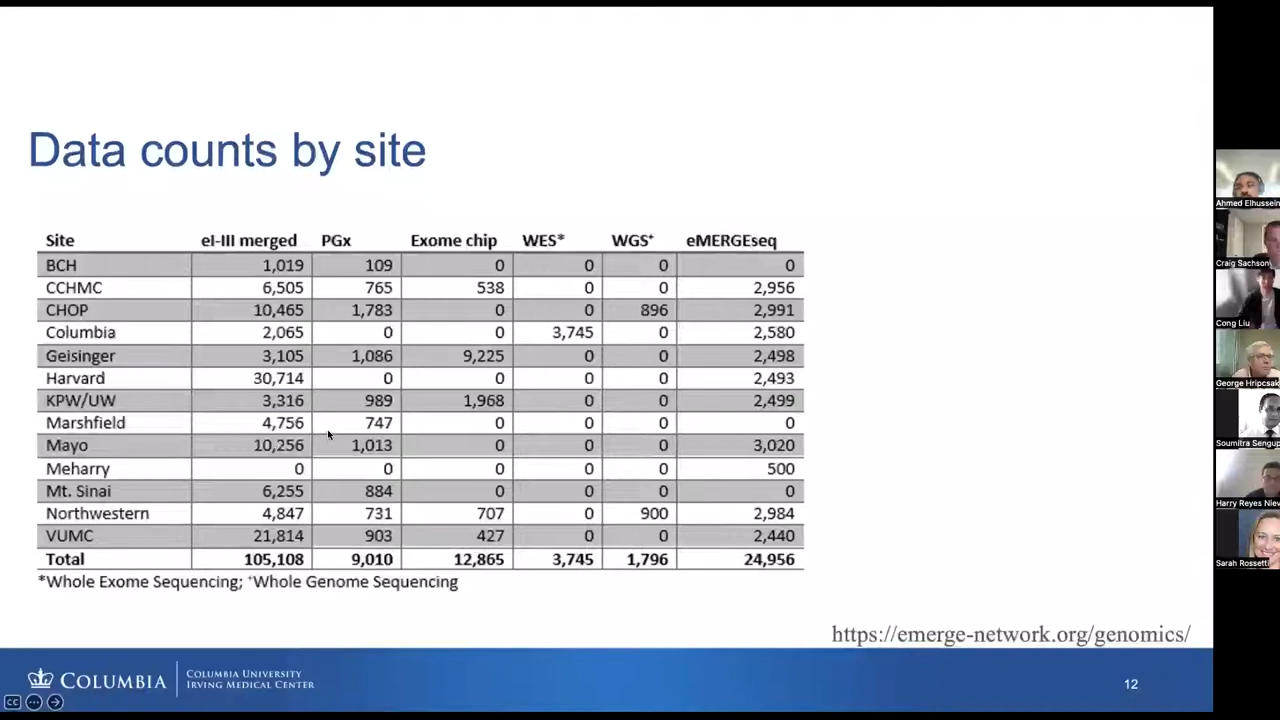 Data counts by site
Site eI-III merged PGx Exome chip WES* WGS+ eMERGEseq
BCH 1,019 109 0 0 0 0
CCHMC 6,505 765 538 0 0 2,956
CHOP 10,465 1,783 0 0 896 2,991
Columbia 2,065 0 0 3,745 0 2,580
Geisinger 3,105 1,086 9,225 0 0 2,498
Harvard 30,714 0 0 0 0 2,493
KPW/UW 3,316 989 1,968 0 0 2,499
Marshfield 4,756 747 0 0 0 0
Mayo 10,256 1,013 0 0 0 3,020
Meharry 0 0 0 0 0 500
Mt. Sinai 6,255 884 0 0 0 0
Northwestern 4,847 731 707 0 900 2,984
VUMC 21,814 903 427 0 0 2,440
Total 105,108 9,010 12,865 3,745 1,796 24,956
*Whole Exome Sequencing; +Whole Genome Sequencing
https://emerge-network.org/genomics/
COLUMBIA
COLUMBIA UNIVERSITY
IRVING MEDICAL CENTER
12
CC
Ahmed Elhussein
Craig Sachson
Cong Liu
George Hripcsak
Soumitra Sengup
Harry Reyes Niev
Sarah Rossetti